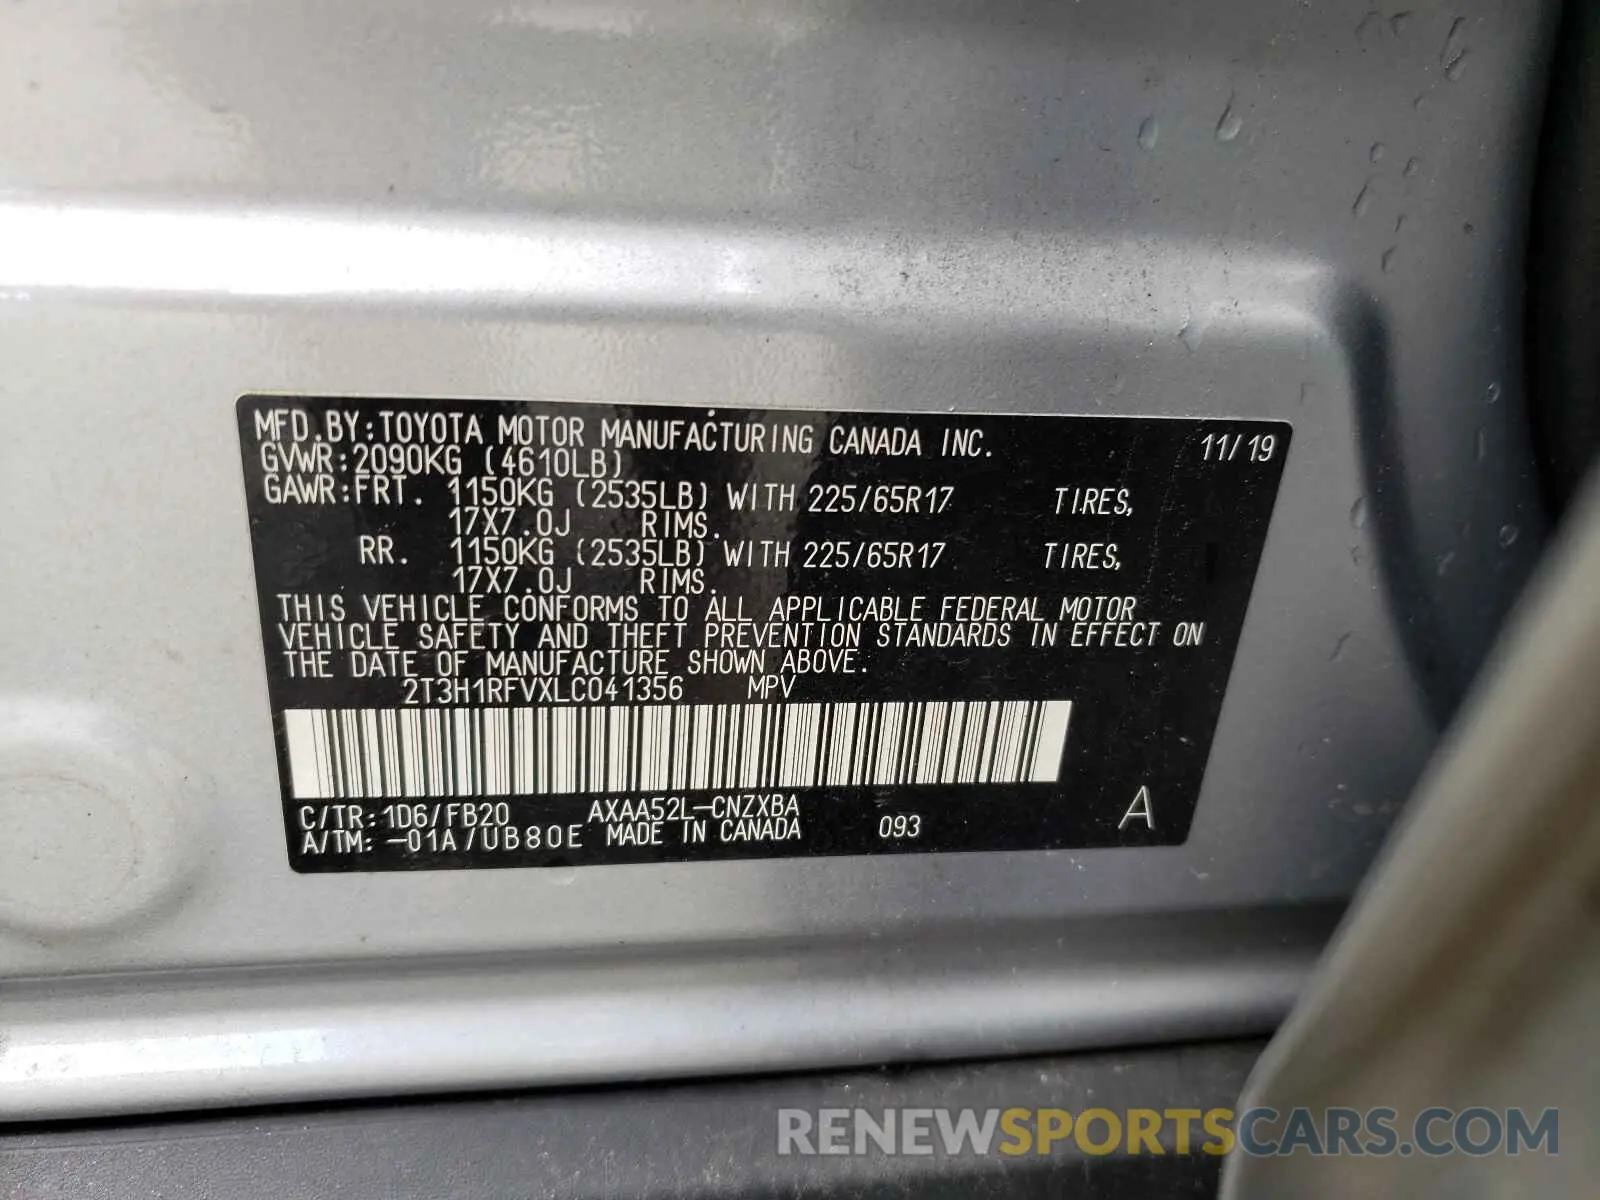 MFD.BY:TOYOTA MOTOR MANUFACTURING CANADA INC. 11/19
GVWR:2090KG (4610LB)
GAWR:FRT. 1150KG (2535LB) WITH 225/65R17 TIRES,
17X7.0J RIMS.
RR. 1150KG (2535LB) WITH 225/65R17 TIRES,
17X7.0J RIMS.
THIS VEHICLE CONFORMS TO ALL APPLICABLE FEDERAL MOTOR
VEHICLE SAFETY AND THEFT PREVENTION STANDARDS IN EFFECT ON
THE DATE OF MANUFACTURE SHOWN ABOVE.
2T3H1RFVXLC041356 MPV
C/TR:1D6/FB20 AXAA52L-CNZXBA
A/TM:-01A/UB80E MADE IN CANADA 093 A
RENEWSPORTSCARS.COM